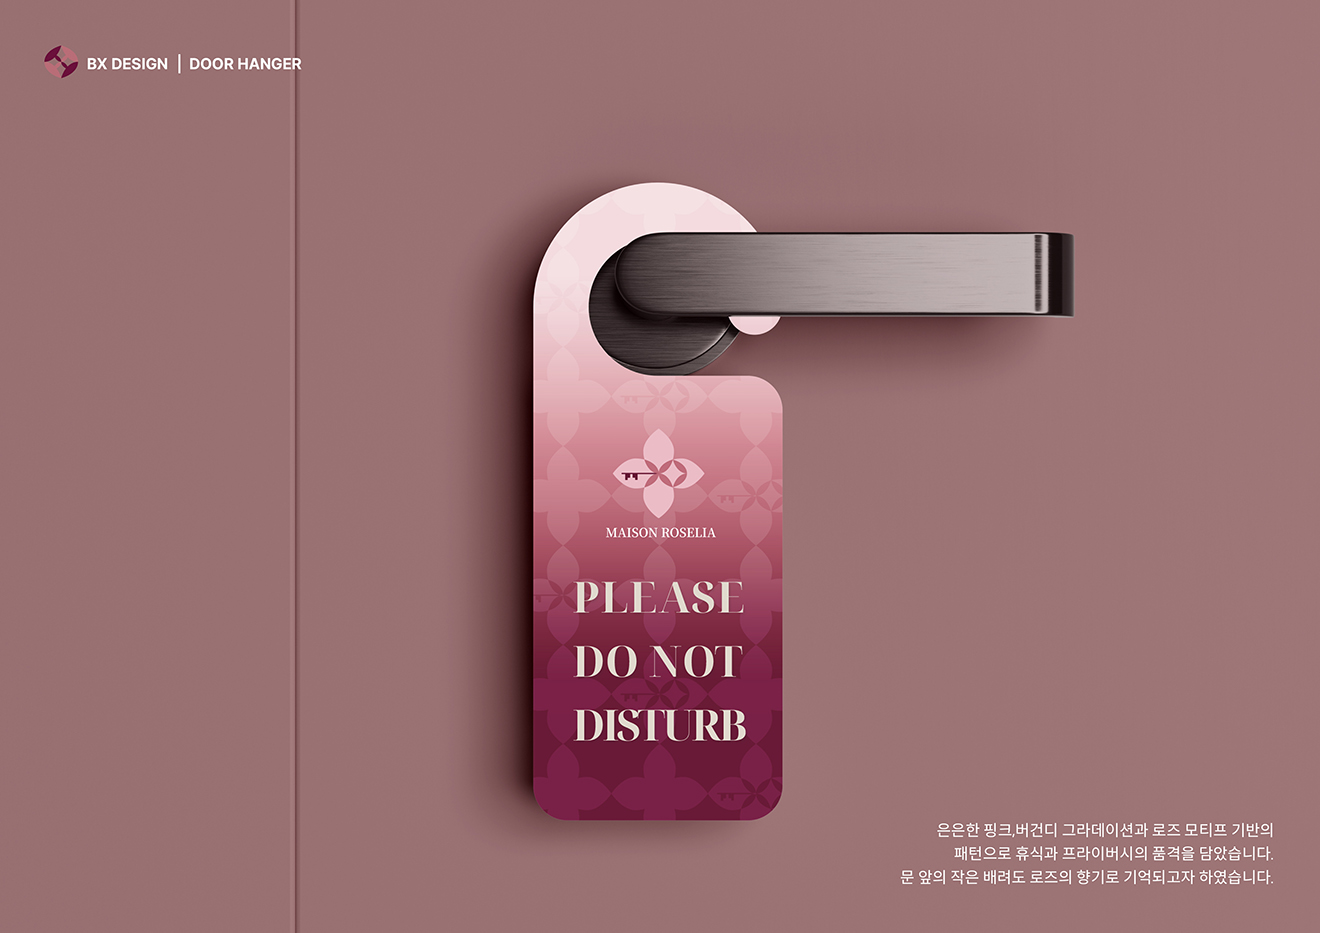 BX DESIGN | DOOR HANGER
MAISON ROSELIA
PLEASE
DO NOT
DISTURB
은은한 핑크,버건디 그라데이션과 로즈 모티프 기반의
패턴으로 휴식과 프라이버시의 품격을 담았습니다.
문 앞의 작은 배려도 로즈의 향기로 기억되고자 하였습니다.